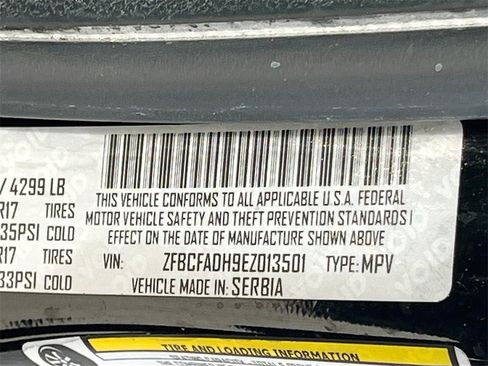 / 4299 LB
R17 TIRES
35PSI COLD
R17 TIRES
33PSI COLD
THIS VEHICLE CONFORMS TO ALL APPLICABLE U.S.A. FEDERAL
MOTOR VEHICLE SAFETY AND THEFT PREVENTION STANDARDS I
EFFECT ON THE DATE OF MANUFACTURE SHOWN ABOVE
VIN: ZFBCFADH9EZ013501 TYPE: MPV
VEHICLE MADE IN: SERBIA
TIRE AND LOADING INFORMATION